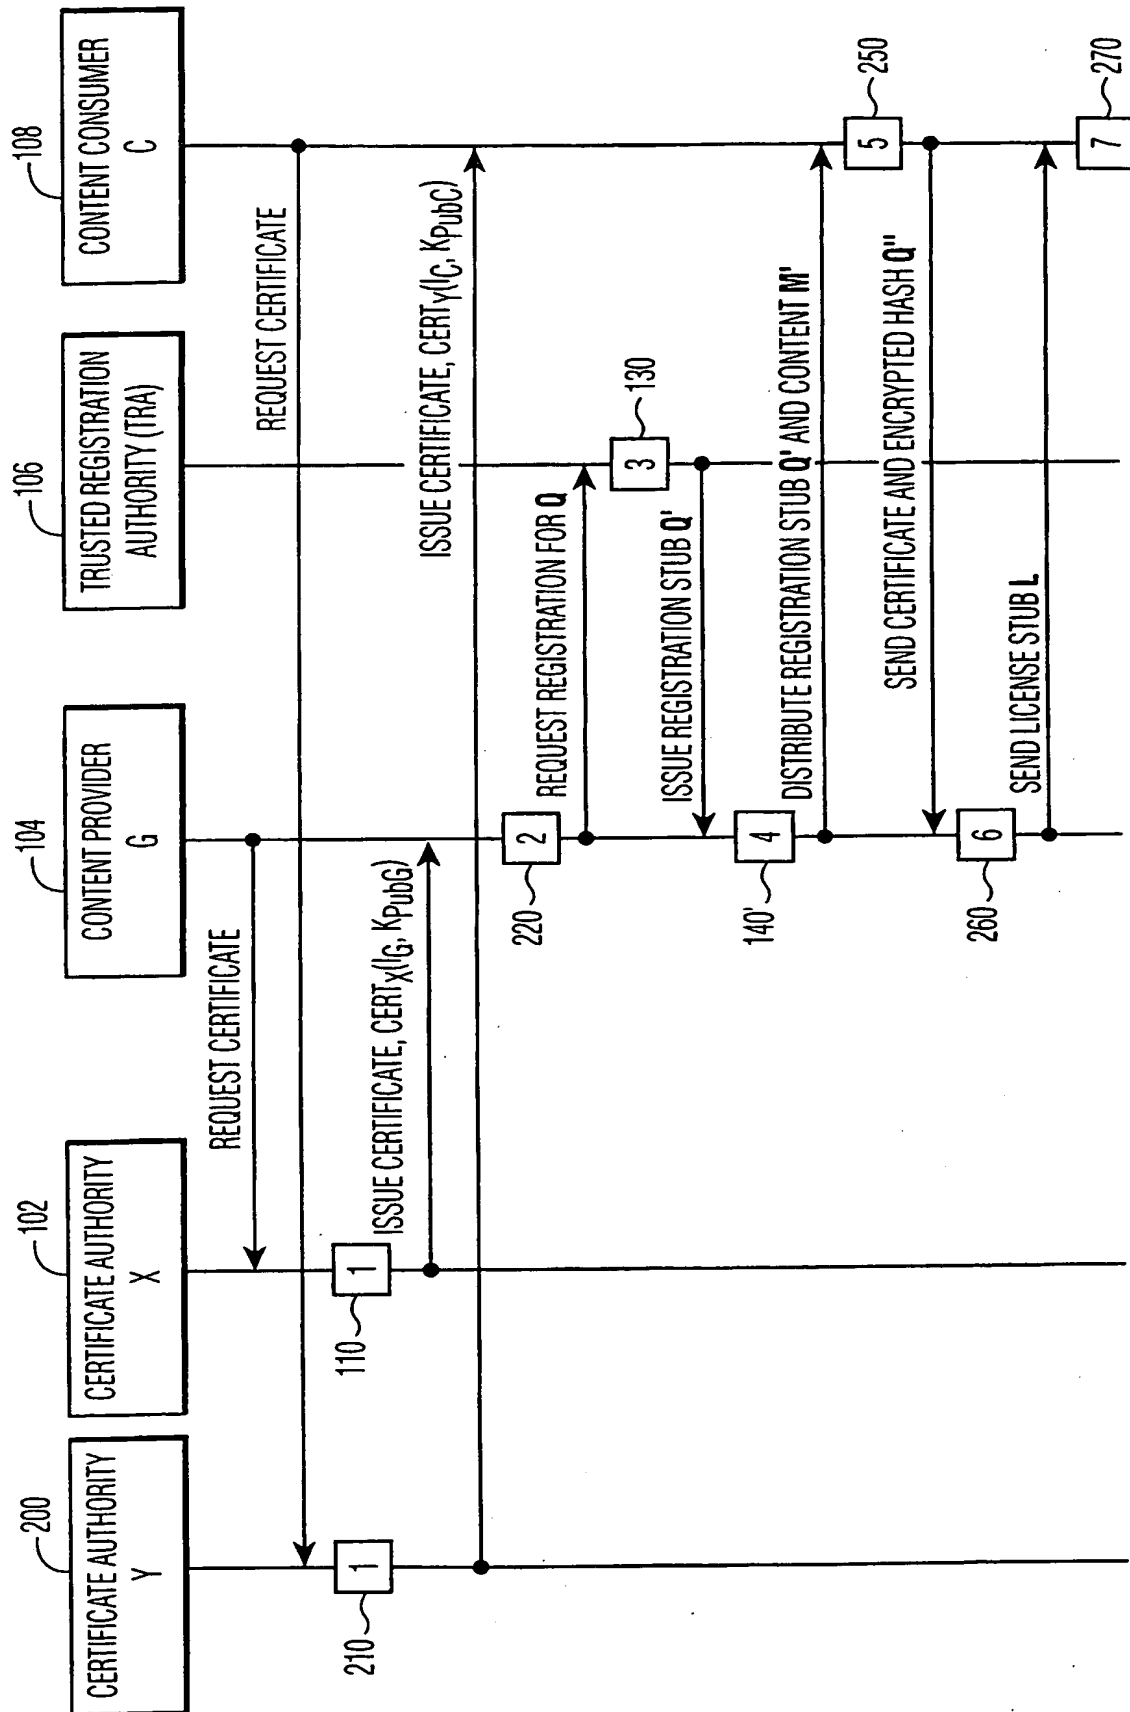 200
CERTIFICATE AUTHORITY
Y
102
CERTIFICATE AUTHORITY
X
104
CONTENT PROVIDER
G
106
TRUSTED REGISTRATION
AUTHORITY (TRA)
108
CONTENT CONSUMER
C
REQUEST CERTIFICATE
REQUEST CERTIFICATE
1
210
1
110
ISSUE CERTIFICATE, CERTX(IG, KPubG)
ISSUE CERTIFICATE, CERTY(IC, KPubC)
2
220
REQUEST REGISTRATION FOR Q
3
130
ISSUE REGISTRATION STUB Q'
4
140'
DISTRIBUTE REGISTRATION STUB Q' AND CONTENT M'
5
250
SEND CERTIFICATE AND ENCRYPTED HASH Q"
6
260
SEND LICENSE STUB L
7
270